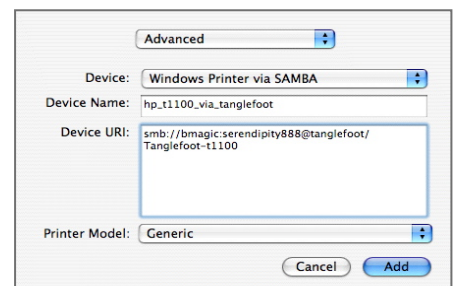 Advanced
Device: Windows Printer via SAMBA
Device Name: hp_t1100_via_tanglefoot
Device URI: smb://bmagic:serendipity888@tanglefoot/
Tanglefoot-t1100
Printer Model: Generic
Cancel Add